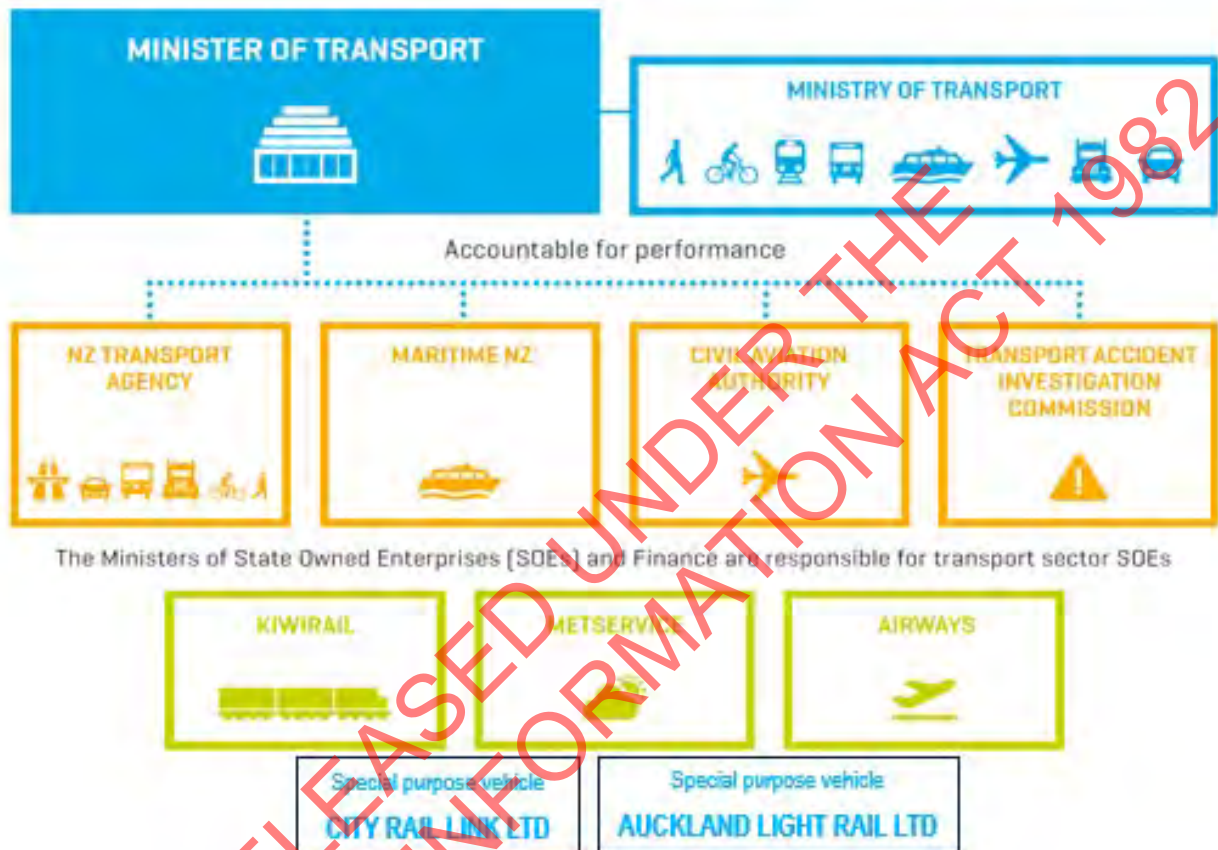 MINISTER OF TRANSPORT
MINISTRY OF TRANSPORT
Accountable for performance
NZ TRANSPORT
AGENCY
MARITIME NZ
CIVIL AVIATION
AUTHORITY
TRANSPORT ACCIDENT
INVESTIGATION
COMMISSION
The Ministers of State Owned Enterprises (SOEs) and Finance are responsible for transport sector SOEs
KIWIRAIL
METSERVICE
AIRWAYS
Special purpose vehicle
CITY RAIL LINK LTD
Special purpose vehicle
AUCKLAND LIGHT RAIL LTD
ELEASED UNDER THE
INFORMATION ACT 1982